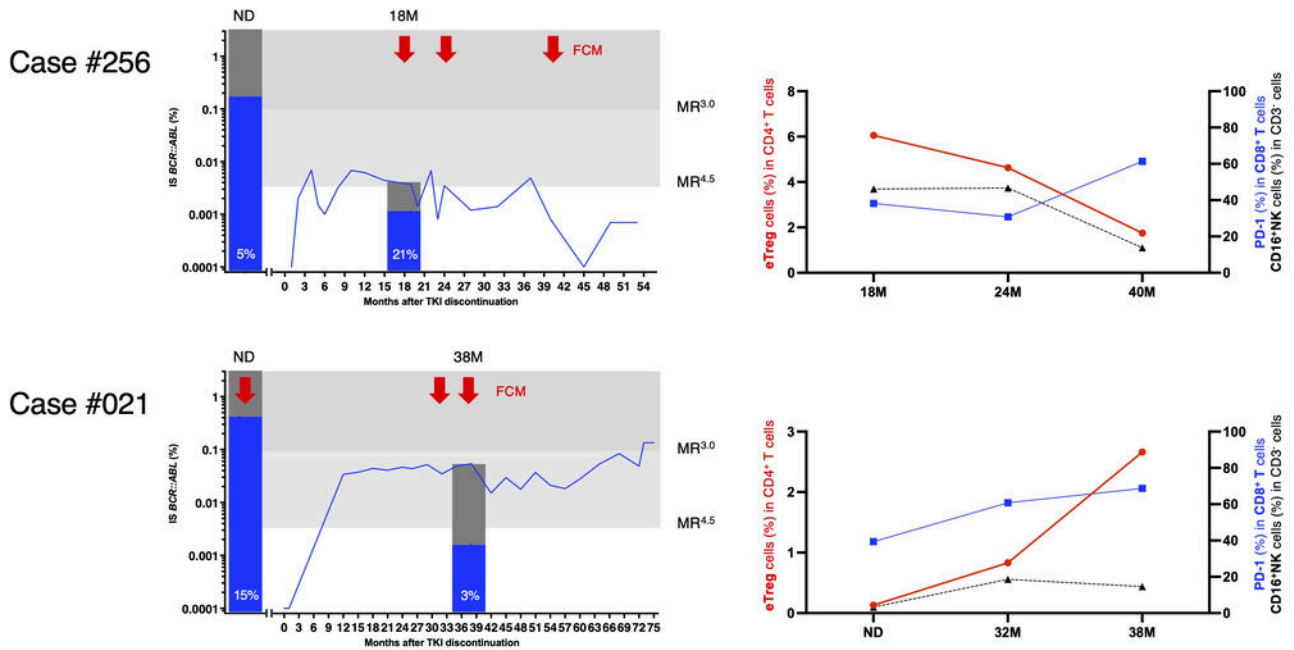 Case #256
ND
18M
FCM
1
0.1
0.01
0.001
0.0001
IS BCR::ABL (%)
MR3.0
MR4.5
5%
21%
0 3 6 9 12 15 18 21 24 27 30 33 36 39 42 45 48 51 54
Months after TKI discontinuation
eTreg cells (%) in CD4+ T cells
8
6
4
2
0
100
80
60
40
20
0
PD-1 (%) in CD8+ T cells
CD16+NK cells (%) in CD3- cells
18M 24M 40M
Case #021
ND
38M
FCM
1
0.1
0.01
0.001
0.0001
IS BCR::ABL (%)
MR3.0
MR4.5
15%
3%
0 3 6 9 12 15 18 21 24 27 30 33 36 39 42 45 48 51 54 57 60 63 66 69 72 75
Months after TKI discontinuation
eTreg cells (%) in CD4+ T cells
3
2
1
0
100
80
60
40
20
0
PD-1 (%) in CD8+ T cells
CD16+NK cells (%) in CD3- cells
ND 32M 38M